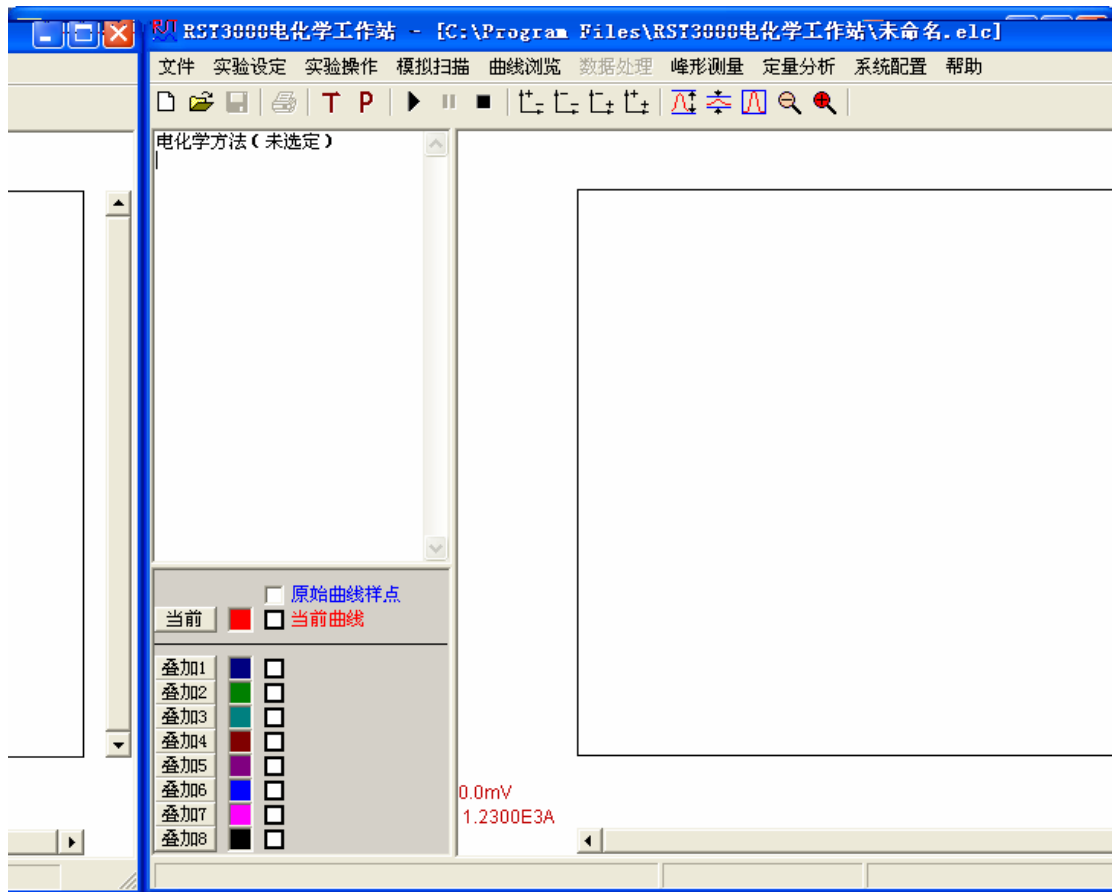 RST3000电化学工作站 - [C:\Program Files\RST3000电化学工作站\未命名.elc]
文件 实验设定 实验操作 模拟扫描 曲线浏览 数据处理 峰形测量 定量分析 系统配置 帮助
T P
电化学方法(未选定)
原始曲线样点
当前 当前曲线
叠加1
叠加2
叠加3
叠加4
叠加5
叠加6
叠加7
叠加8
0.0mV
1.2300E3A